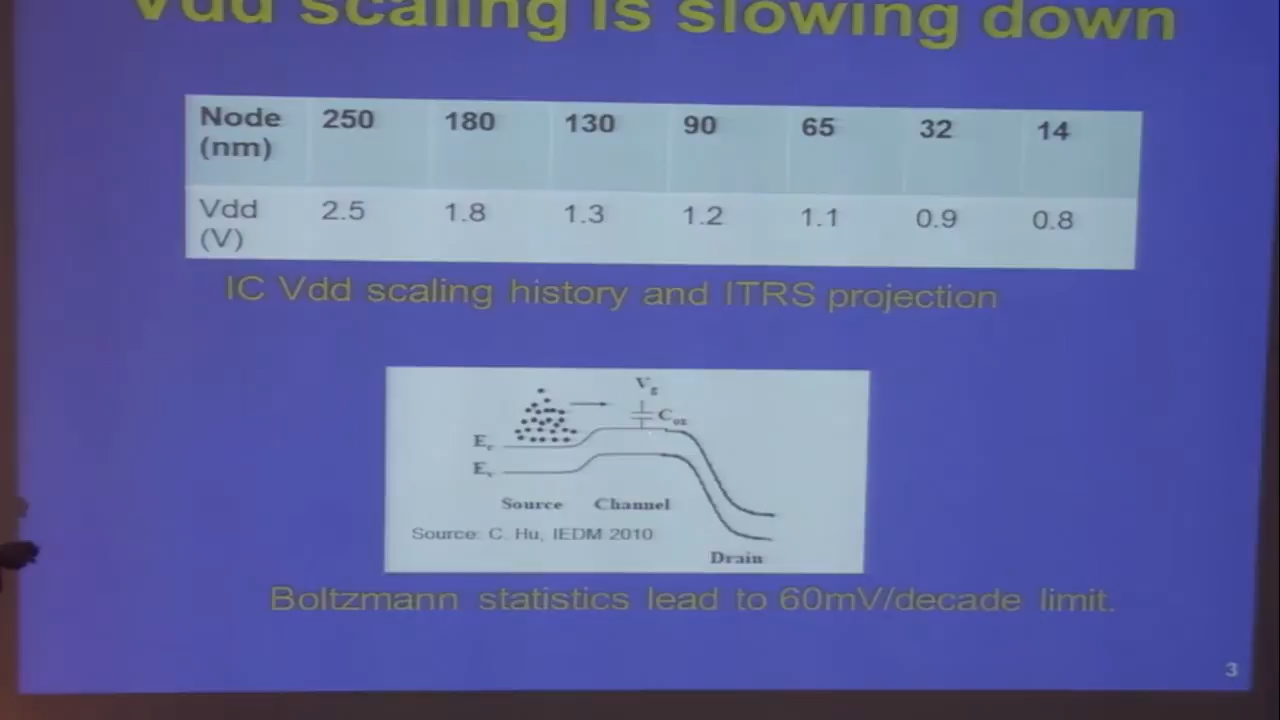 Vdd scaling is slowing down
Node (nm) 250 180 130 90 65 32 14
Vdd (V) 2.5 1.8 1.3 1.2 1.1 0.9 0.8
IC Vdd scaling history and ITRS projection
Vg
Cox
Ec
Ev
Source Channel
Source: C. Hu, IEDM 2010
Drain
Boltzmann statistics lead to 60mV/decade limit.
3